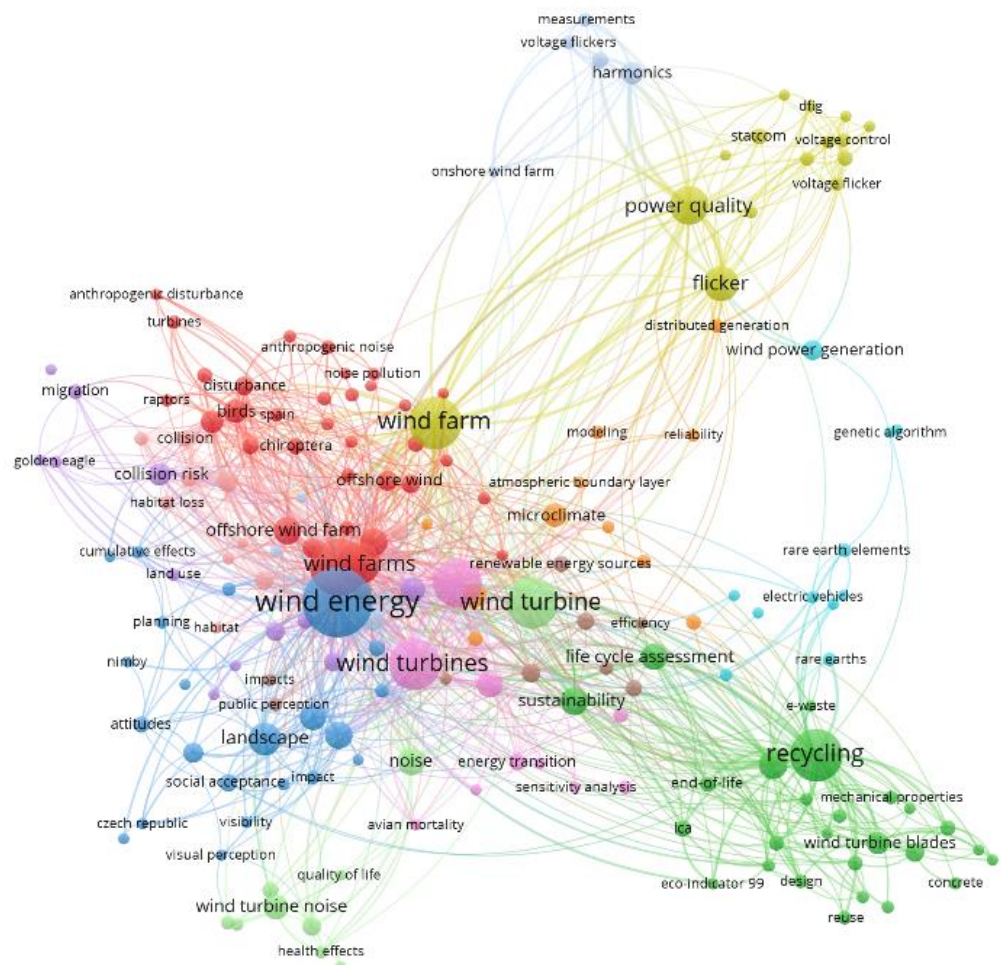 measurements
voltage flickers
harmonics
dfig
statcom
voltage control
onshore wind farm
voltage flicker
power quality
flicker
anthropogenic disturbance
turbines
distributed generation
anthropogenic noise
wind power generation
noise pollution
disturbance
migration
raptors
birds
spain
wind farm
modeling
reliability
genetic algorithm
collision
chiroptera
golden eagle
collision risk
offshore wind
atmospheric boundary layer
habitat loss
microclimate
offshore wind farm
cumulative effects
rare earth elements
wind farms
renewable energy sources
land use
wind energy
wind turbine
electric vehicles
planning
habitat
efficiency
nimby
wind turbines
life cycle assessment
rare earths
impacts
sustainability
public perception
e-waste
attitudes
landscape
recycling
noise
energy transition
social acceptance
impact
sensitivity analysis
end-of-life
mechanical properties
czech republic
visibility
avian mortality
lca
wind turbine blades
visual perception
quality of life
eco-indicator 99
design
concrete
wind turbine noise
reuse
health effects